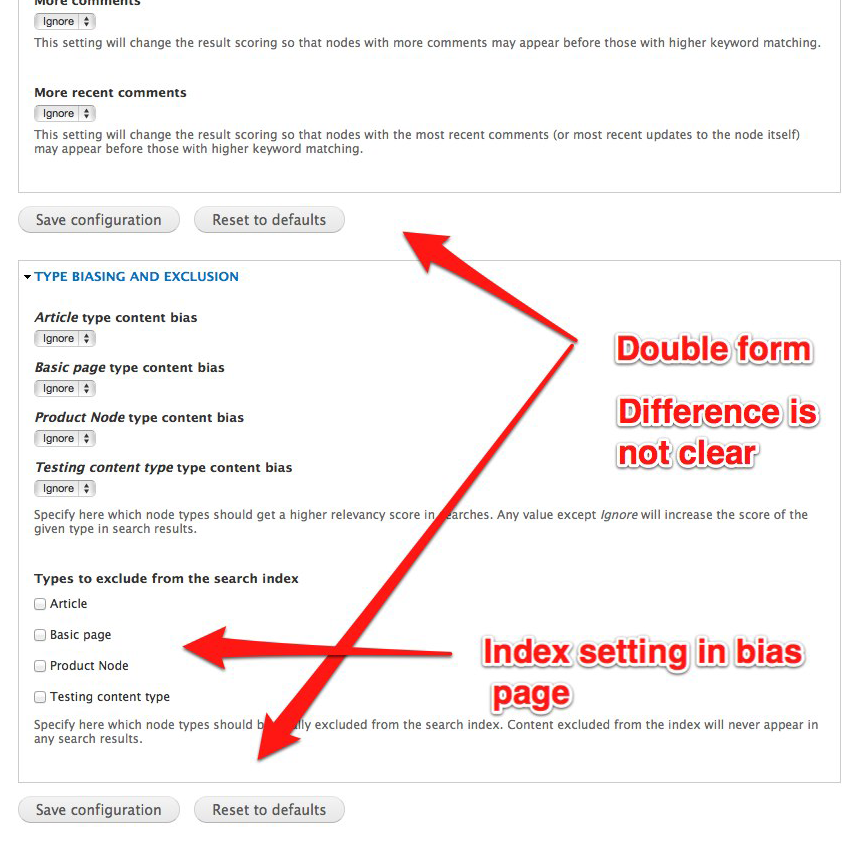 More comments
Ignore
This setting will change the result scoring so that nodes with more comments may appear before those with higher keyword matching.
More recent comments
Ignore
This setting will change the result scoring so that nodes with the most recent comments (or most recent updates to the node itself)
may appear before those with higher keyword matching.
Save configuration Reset to defaults
TYPE BIASING AND EXCLUSION
Article type content bias
Ignore
Basic page type content bias
Ignore
Product Node type content bias
Ignore
Testing content type type content bias
Ignore
Specify here which node types should get a higher relevancy score in searches. Any value except Ignore will increase the score of the
given type in search results.
Types to exclude from the search index
Article
Basic page
Product Node
Testing content type
Specify here which node types should be excluded from the search index. Content excluded from the index will never appear in
any search results.
Save configuration Reset to defaults
Double form
Difference is
not clear
Index setting in bias
page